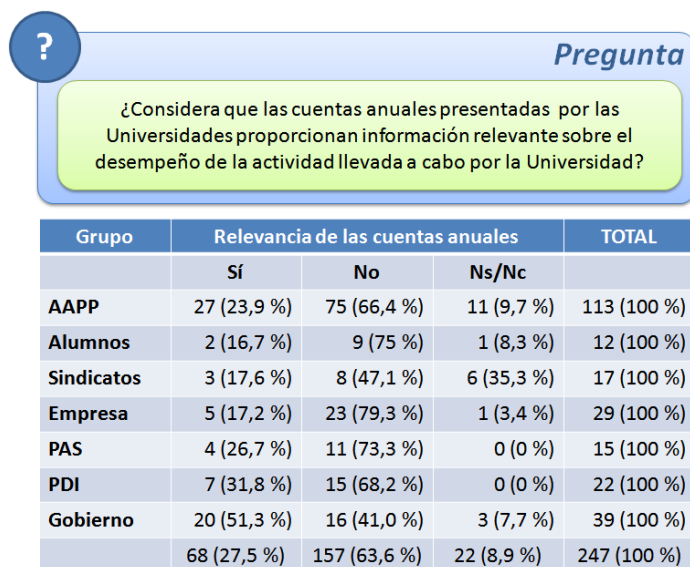 ?
Pregunta
¿Considera que las cuentas anuales presentadas por las
Universidades proporcionan información relevante sobre el
desempeño de la actividad llevada a cabo por la Universidad?
Grupo Relevancia de las cuentas anuales TOTAL
Sí No Ns/Nc
AAPP 27 (23,9 %) 75 (66,4 %) 11 (9,7 %) 113 (100 %)
Alumnos 2 (16,7 %) 9 (75 %) 1 (8,3 %) 12 (100 %)
Sindicatos 3 (17,6 %) 8 (47,1 %) 6 (35,3 %) 17 (100 %)
Empresa 5 (17,2 %) 23 (79,3 %) 1 (3,4 %) 29 (100 %)
PAS 4 (26,7 %) 11 (73,3 %) 0 (0 %) 15 (100 %)
PDI 7 (31,8 %) 15 (68,2 %) 0 (0 %) 22 (100 %)
Gobierno 20 (51,3 %) 16 (41,0 %) 3 (7,7 %) 39 (100 %)
68 (27,5 %) 157 (63,6 %) 22 (8,9 %) 247 (100 %)